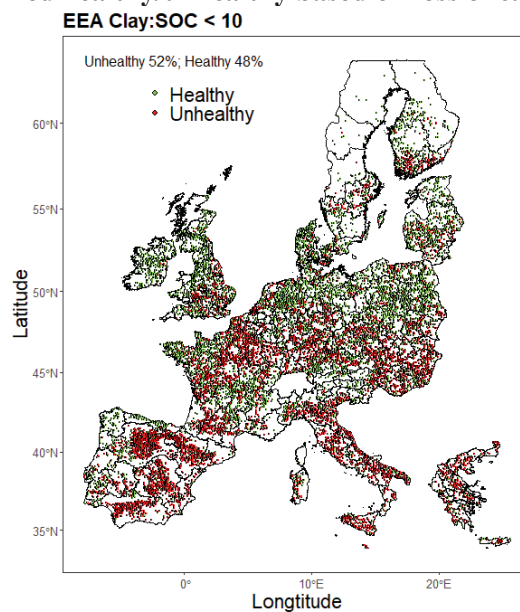 EEA Clay:SOC < 10
Unhealthy 52%; Healthy 48%
Healthy
Unhealthy
60°N
55°N
50°N
45°N
40°N
35°N
Latitude
0°
10°E
20°E
Longtitude